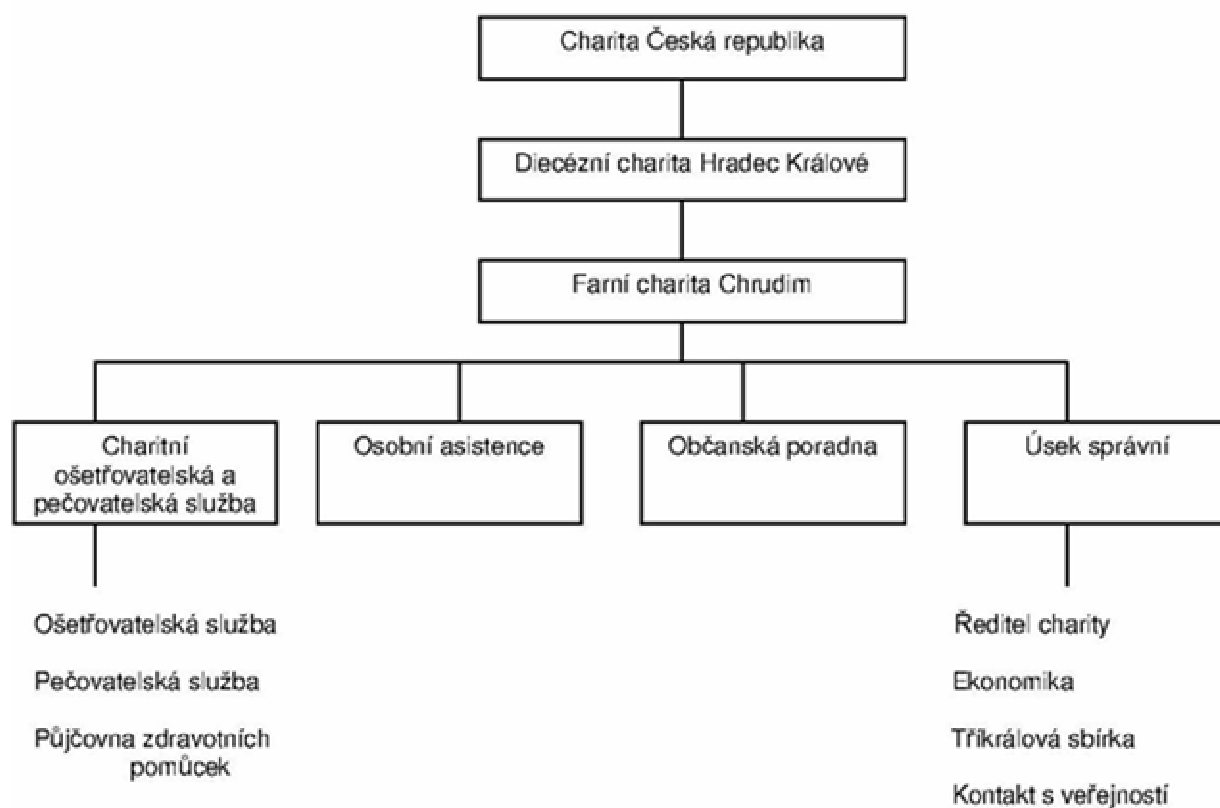 Charita Česká republika
Diecézní charita Hradec Králové
Farní charita Chrudim
Charitní
ošetřovatelská a
pečovatelská služba
Osobní asistence
Občanská poradna
Úsek správní
Ošetřovatelská služba
Pečovatelská služba
Půjčovna zdravotních
pomůcek
Ředitel charity
Ekonomika
Tříkrálová sbírka
Kontakt s veřejností